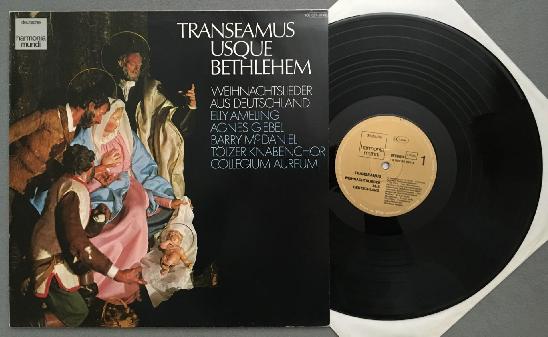 deutsche
harmonia
mundi
TRANSEAMUS
USQUE
BETHLEHEM
WEIHNACHTSLIEDER
AUS DEUTSCHLAND
ELLY AMELING
AGNES GIEBEL
BARRY McDANIEL
TÖLZER KNABENCHOR
COLLEGIUM AUREUM
deutsche
harmonia
mundi
STEREO
1
TRANSEAMUS
WEIHNACHTSLIEDER
AUS
DEUTSCHLAND